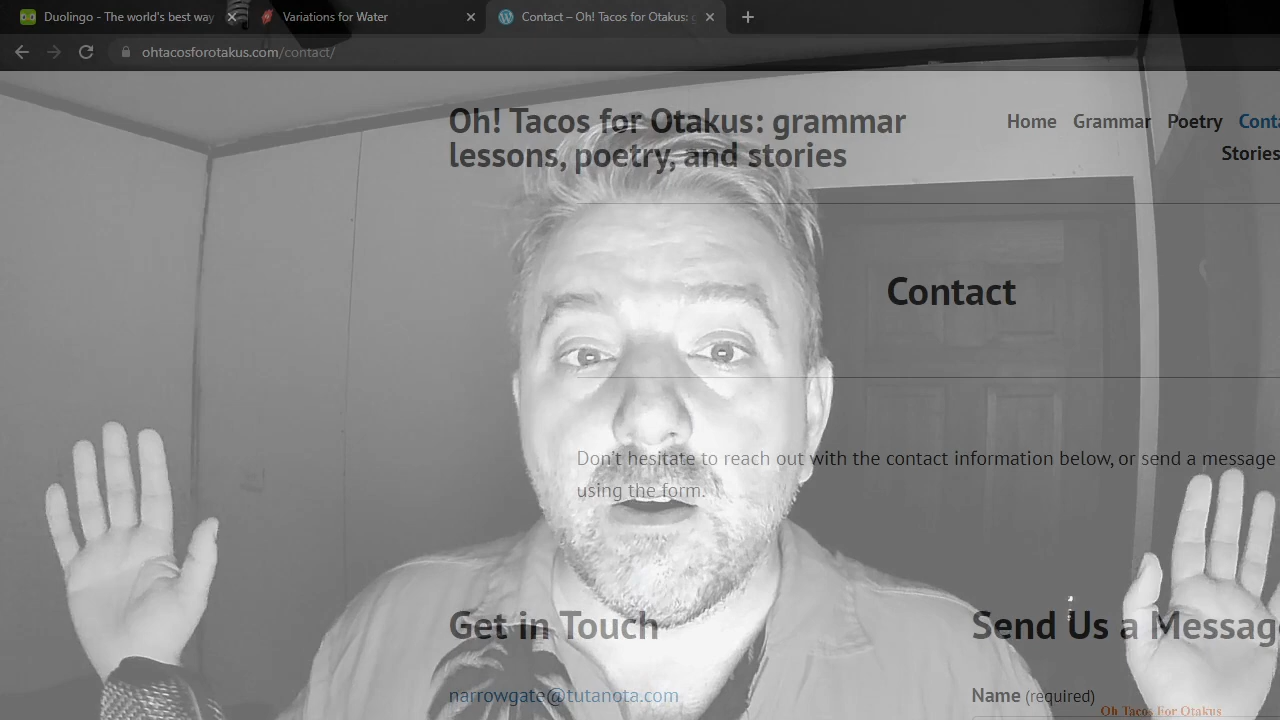 Duolingo - The world's best way
Variations for Water
Contact – Oh! Tacos for Otakus: g
ohtacosforotakus.com/contact/
Oh! Tacos for Otakus: grammar
lessons, poetry, and stories
Home Grammar Poetry Conta
Stories
Contact
Don't hesitate to reach out with the contact information below, or send a message
using the form.
Get in Touch
Send Us a Message
narrowgate@tutanota.com
Name (required)
Oh Tacos For Otakus